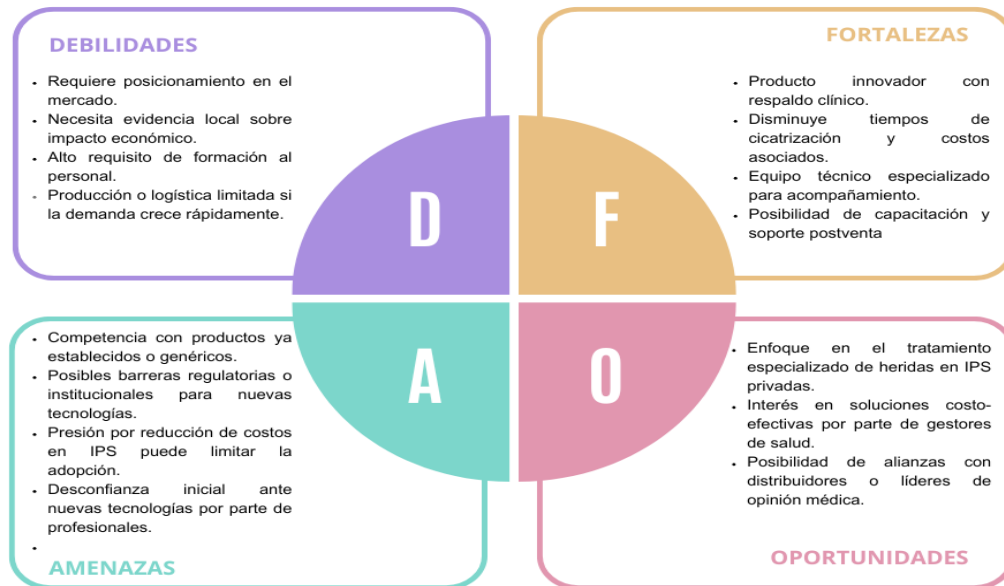 DEBILIDADES
• Requiere posicionamiento en el
mercado.
• Necesita evidencia local sobre
impacto económico.
• Alto requisito de formación al
personal.
• Producción o logística limitada si
la demanda crece rápidamente.
FORTALEZAS
• Producto innovador con
respaldo clínico.
• Disminuye tiempos de
cicatrización y costos
asociados.
• Equipo técnico especializado
para acompañamiento.
• Posibilidad de capacitación y
soporte postventa
D
F
A
O
• Competencia con productos ya
establecidos o genéricos.
• Posibles barreras regulatorias o
institucionales para nuevas
tecnologías.
• Presión por reducción de costos
en IPS puede limitar la
adopción.
• Desconfianza inicial ante
nuevas tecnologías por parte de
profesionales.
•
AMENAZAS
• Enfoque en el tratamiento
especializado de heridas en IPS
privadas.
• Interés en soluciones costo-
efectivas por parte de gestores
de salud.
• Posibilidad de alianzas con
distribuidores o líderes de
opinión médica.
OPORTUNIDADES